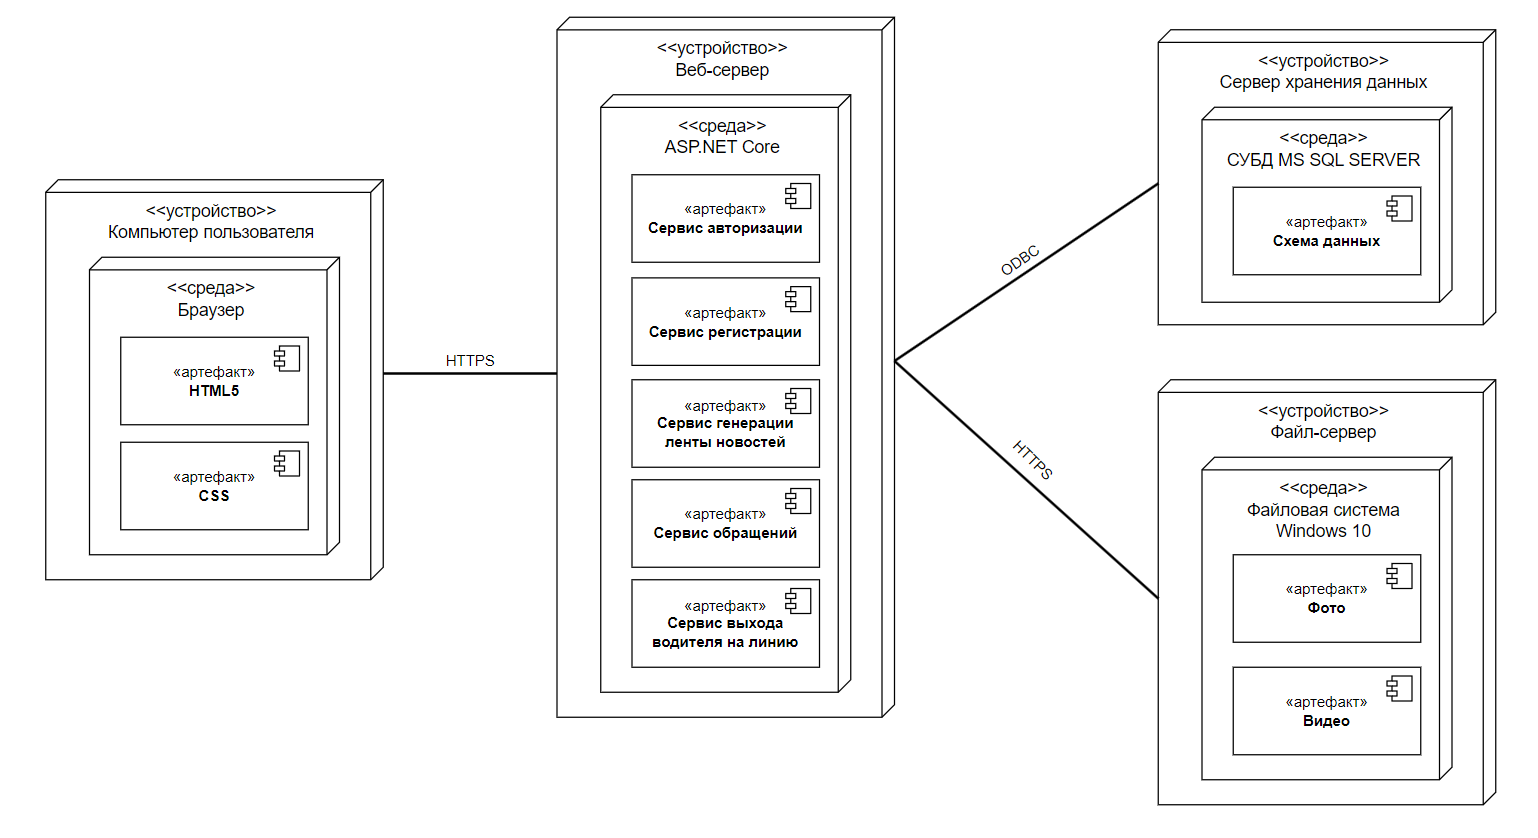 <<устройство>>
Компьютер пользователя
<<среда>>
Браузер
«артефакт»
HTML5
«артефакт»
CSS
HTTPS
<<устройство>>
Веб-сервер
<<среда>>
ASP.NET Core
«артефакт»
Сервис авторизации
«артефакт»
Сервис регистрации
«артефакт»
Сервис генерации
ленты новостей
«артефакт»
Сервис обращений
«артефакт»
Сервис выхода
водителя на линию
ODBC
HTTPS
<<устройство>>
Сервер хранения данных
<<среда>>
СУБД MS SQL SERVER
«артефакт»
Схема данных
<<устройство>>
Файл-сервер
<<среда>>
Файловая система
Windows 10
«артефакт»
Фото
«артефакт»
Видео